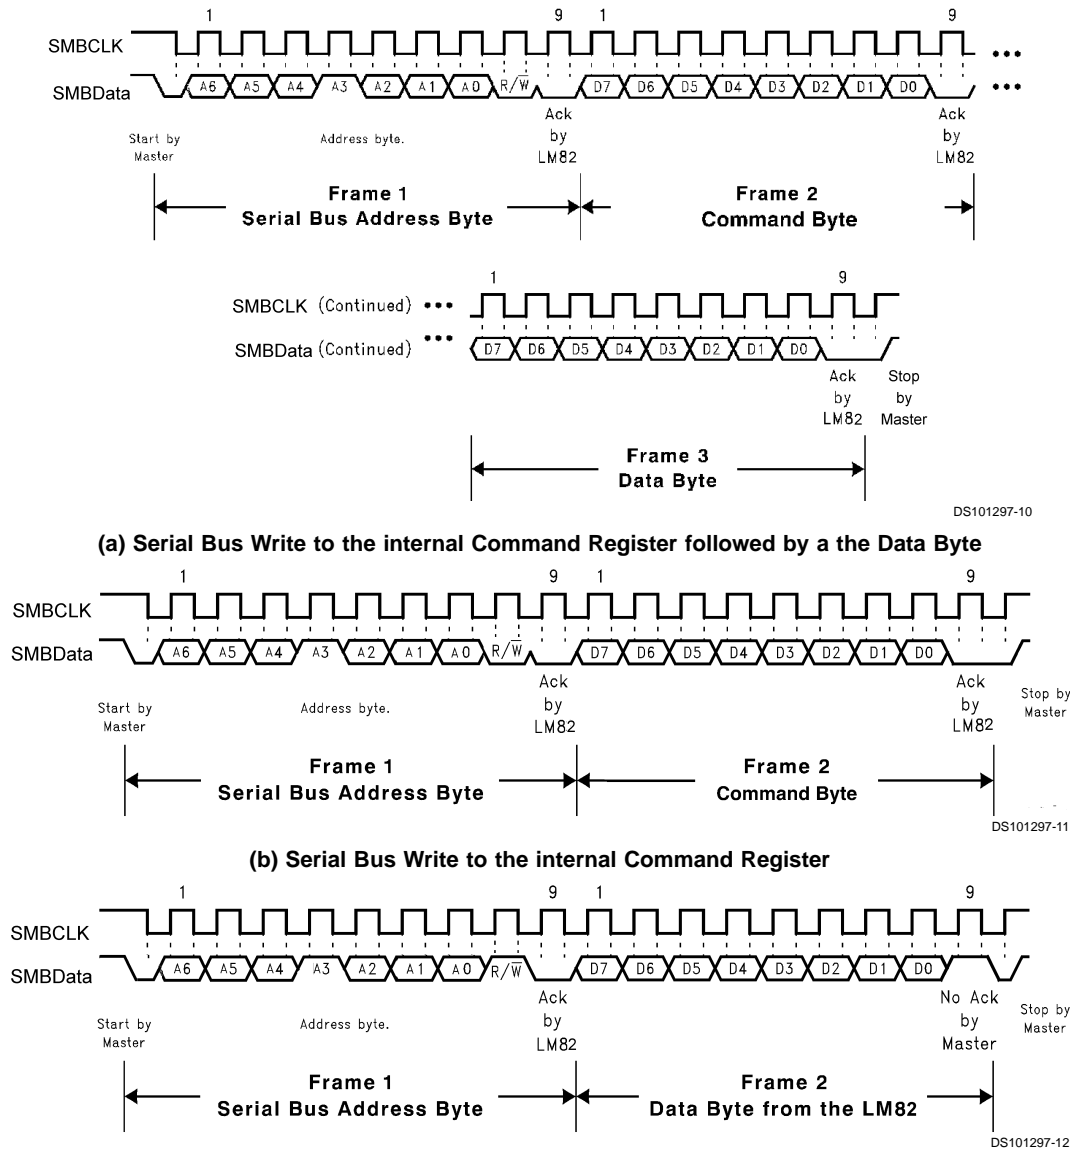 1 9 1 9
SMBCLK •••
SMBData A6 A5 A4 A3 A2 A1 A0 R/W̅ D7 D6 D5 D4 D3 D2 D1 D0 •••
Start by
Master
Address byte.
Ack
by
LM82
Ack
by
LM82
Frame 1
Serial Bus Address Byte
Frame 2
Command Byte
1 9
SMBCLK (Continued) •••
SMBData (Continued) ••• D7 D6 D5 D4 D3 D2 D1 D0
Ack
by
LM82
Stop
by
Master
Frame 3
Data Byte
DS101297-10
(a) Serial Bus Write to the internal Command Register followed by a the Data Byte
1 9 1 9
SMBCLK
SMBData A6 A5 A4 A3 A2 A1 A0 R/W̅ D7 D6 D5 D4 D3 D2 D1 D0
Start by
Master
Address byte.
Ack
by
LM82
Ack
by
LM82
Stop by
Master
Frame 1
Serial Bus Address Byte
Frame 2
Command Byte
DS101297-11
(b) Serial Bus Write to the internal Command Register
1 9 1 9
SMBCLK
SMBData A6 A5 A4 A3 A2 A1 A0 R/W̅ D7 D6 D5 D4 D3 D2 D1 D0
Start by
Master
Address byte.
Ack
by
LM82
No Ack
by
Master
Stop by
Master
Frame 1
Serial Bus Address Byte
Frame 2
Data Byte from the LM82
DS101297-12